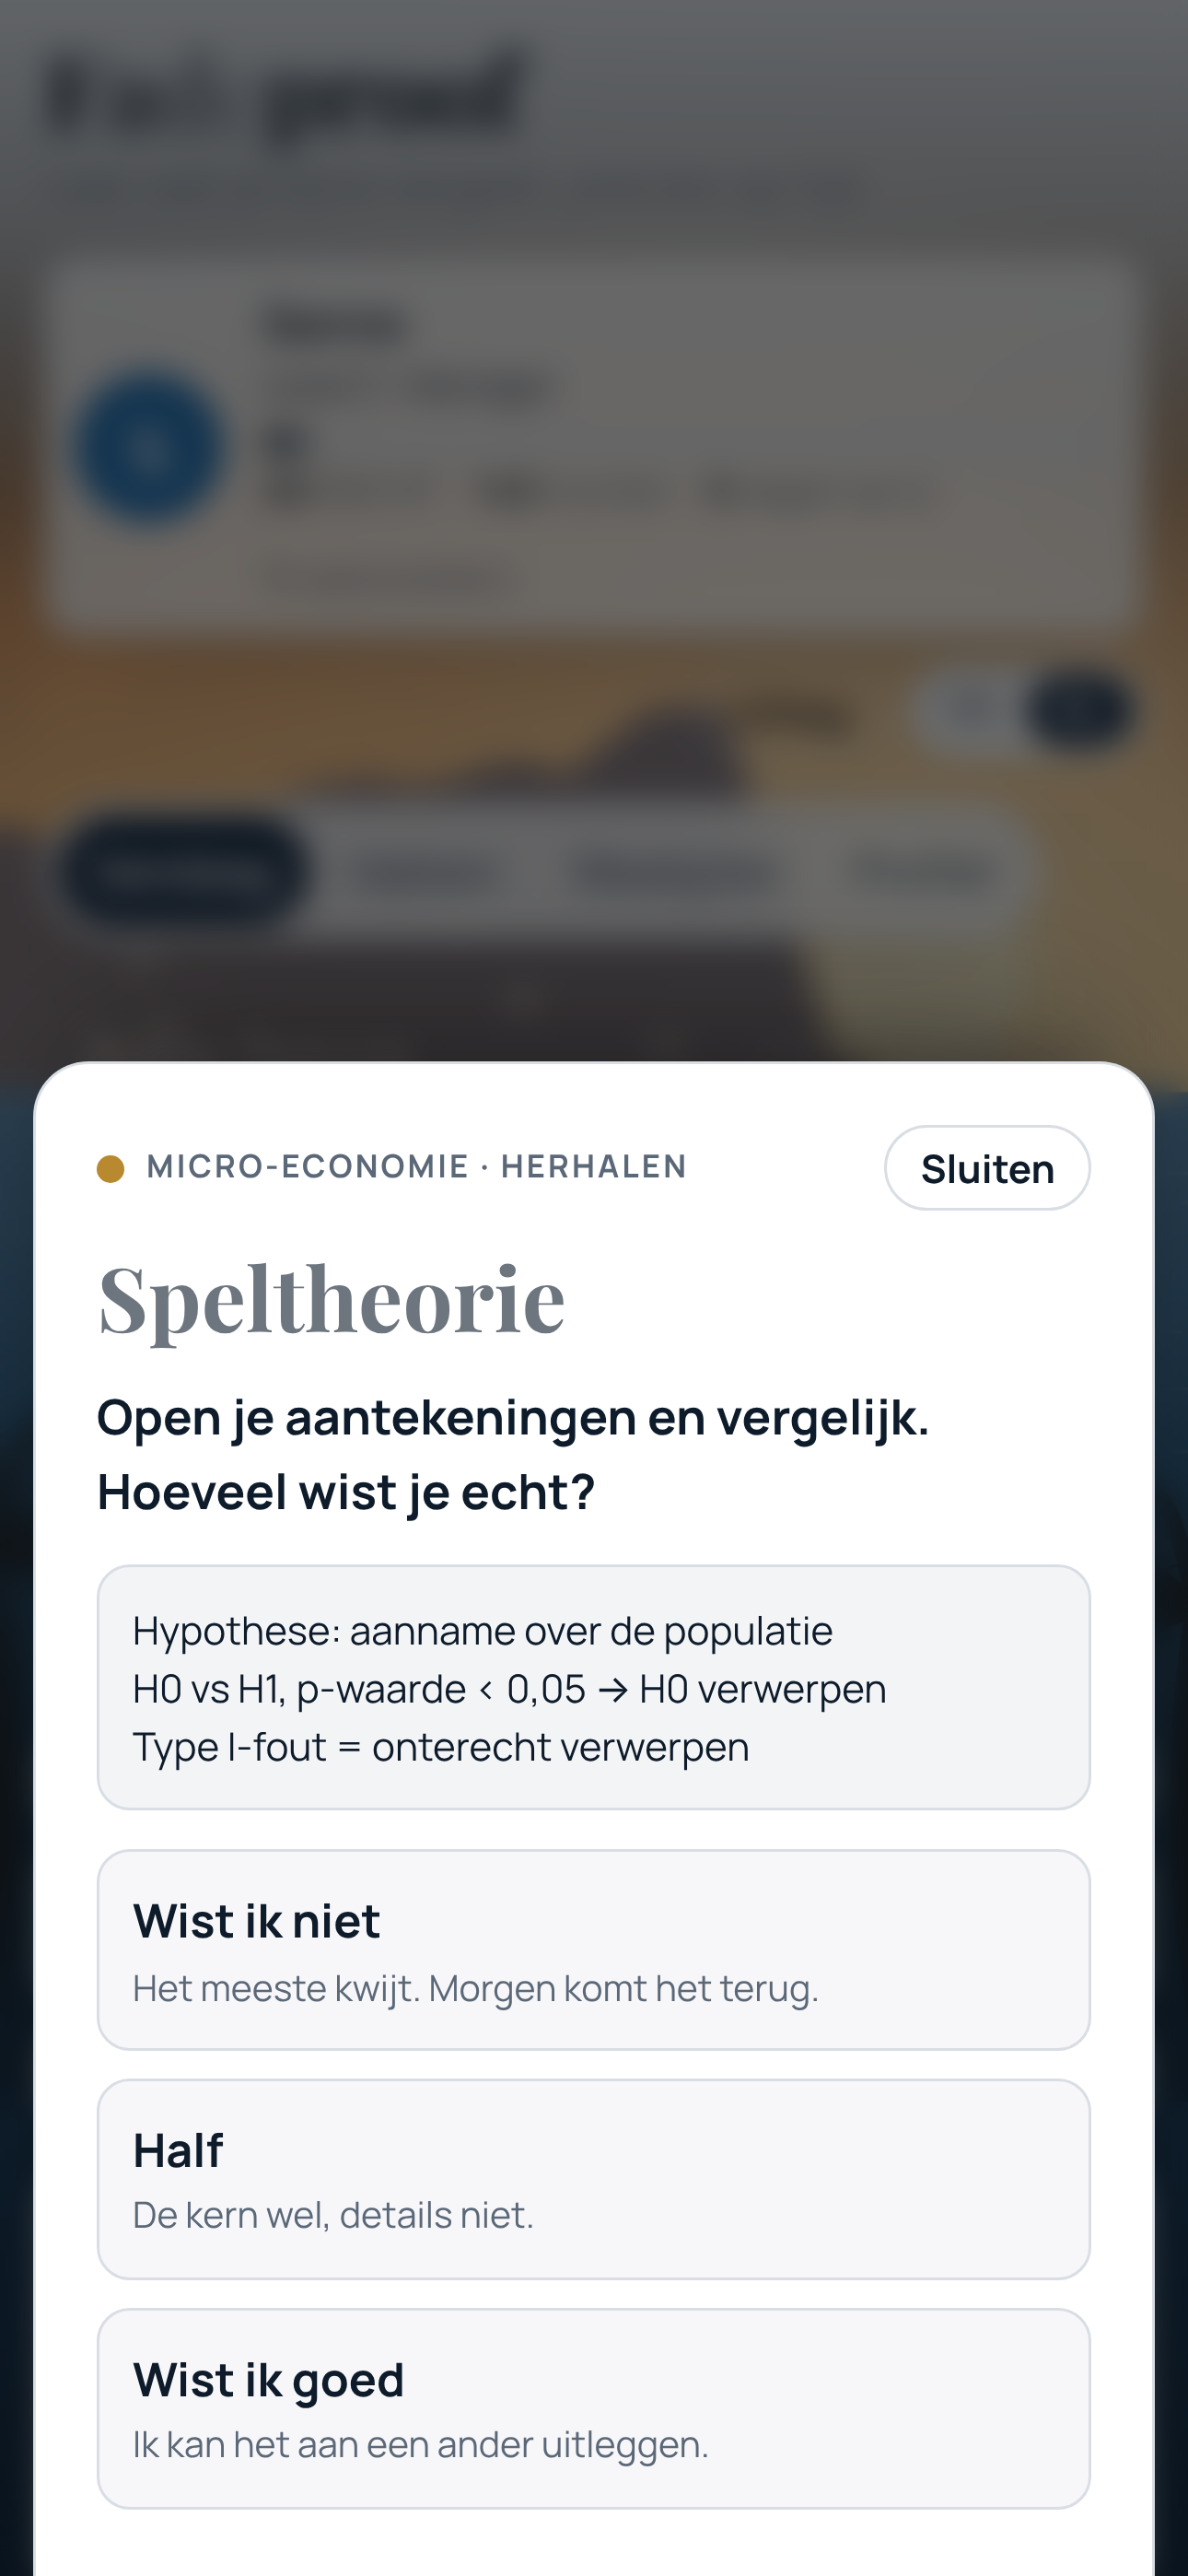 MICRO-ECONOMIE · HERHALEN
Sluiten
Speltheorie
Open je aantekeningen en vergelijk.
Hoeveel wist je echt?
Hypothese: aanname over de populatie
H0 vs H1, p-waarde < 0,05 → H0 verwerpen
Type I-fout = onterecht verwerpen
Wist ik niet
Het meeste kwijt. Morgen komt het terug.
Half
De kern wel, details niet.
Wist ik goed
Ik kan het aan een ander uitleggen.